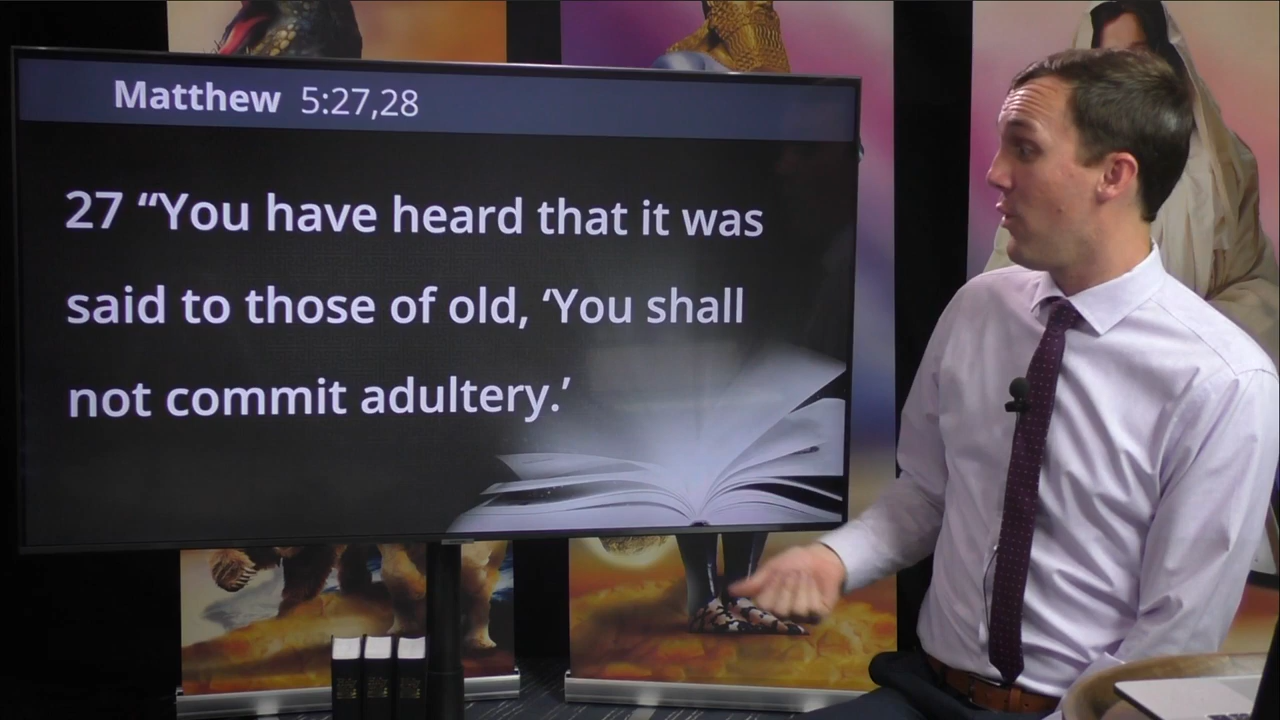 Matthew 5:27,28
27 “You have heard that it was
said to those of old, ‘You shall
not commit adultery.’